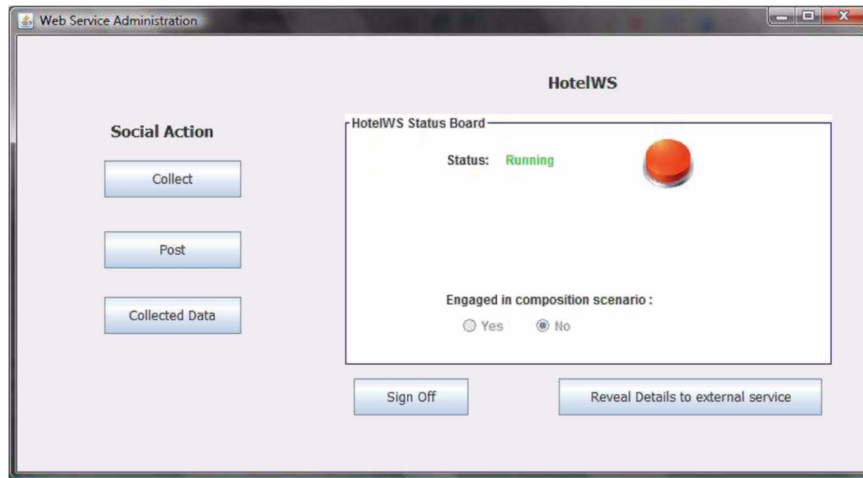 Web Service Administration
HotelWS
Social Action
Collect
Post
Collected Data
HotelWS Status Board
Status: Running
Engaged in composition scenario :
Yes No
Sign Off
Reveal Details to external service